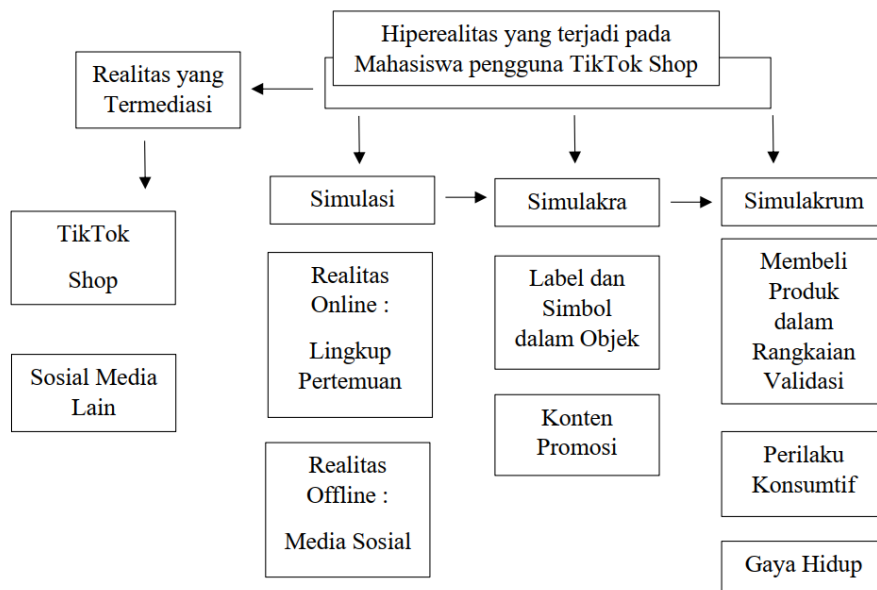 Hiperealitas yang terjadi pada
Mahasiswa pengguna TikTok Shop
Realitas yang
Termediasi
Simulasi
Simulakra
Simulakrum
TikTok
Shop
Sosial Media
Lain
Realitas
Online :
Lingkup
Pertemuan
Realitas
Offline :
Media Sosial
Label dan
Simbol
dalam Objek
Konten
Promosi
Membeli
Produk
dalam
Rangkaian
Validasi
Perilaku
Konsumtif
Gaya Hidup